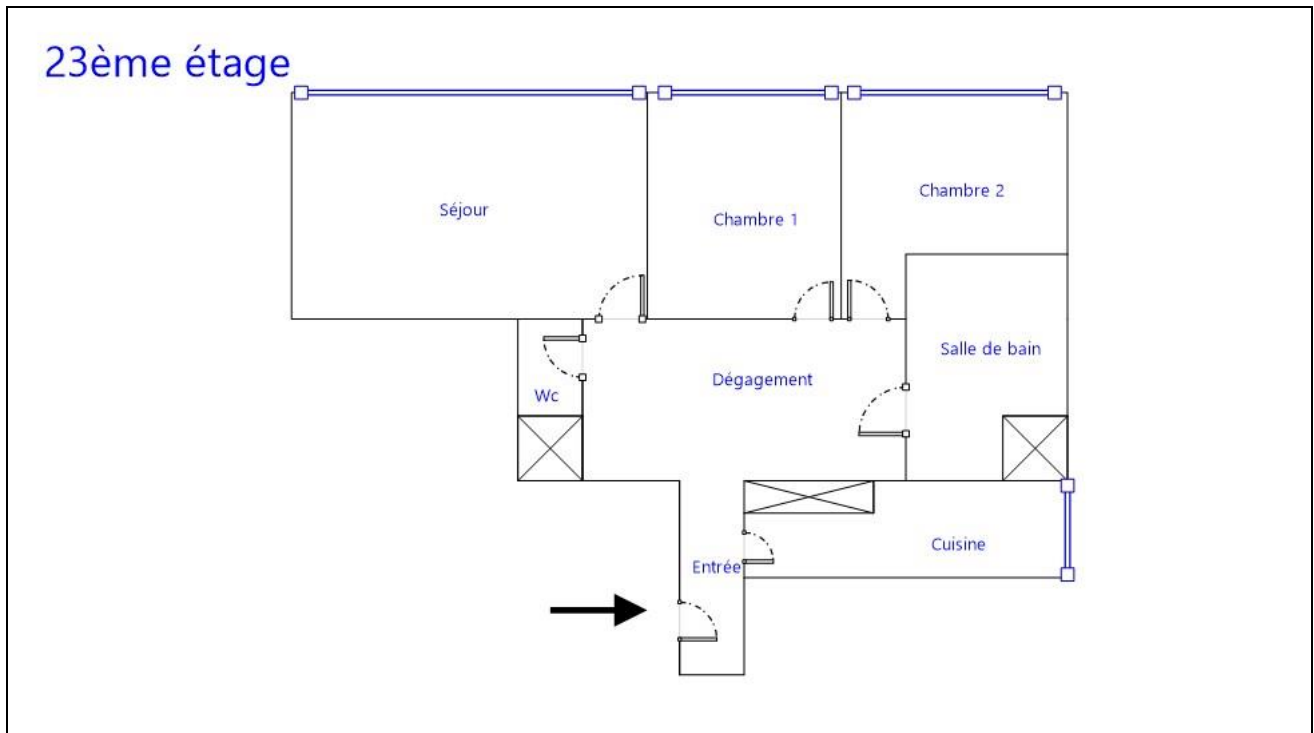 23ème étage
Séjour
Chambre 1
Chambre 2
Salle de bain
Dégagement
Wc
Cuisine
Entrée